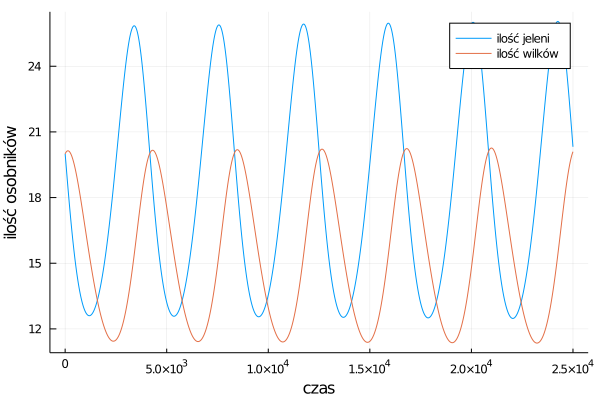 ilość jeleni
ilość wilków
24
21
18
15
12
ilość osobników
0 5.0×10³ 1.0×10⁴ 1.5×10⁴ 2.0×10⁴ 2.5×10⁴
czas